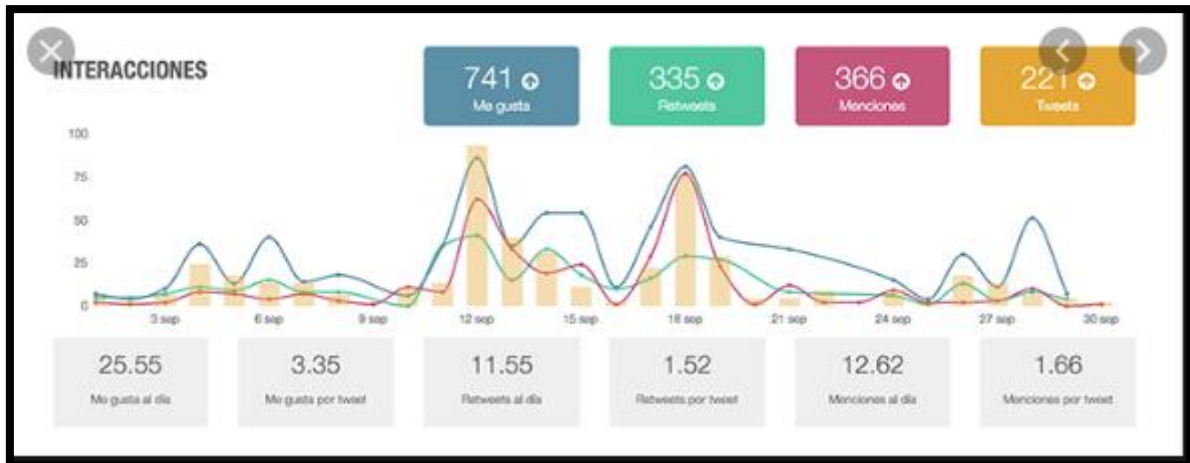 INTERACCIONES
741
Me gusta
335
Retweets
366
Menciones
221
Tweets
100
75
50
25
0
3 sep
6 sep
9 sep
12 sep
15 sep
18 sep
21 sep
24 sep
27 sep
30 sep
25.55
Me gusta al día
3.35
Me gusta por tweet
11.55
Retweets al día
1.52
Retweets por tweet
12.62
Menciones al día
1.66
Menciones por tweet